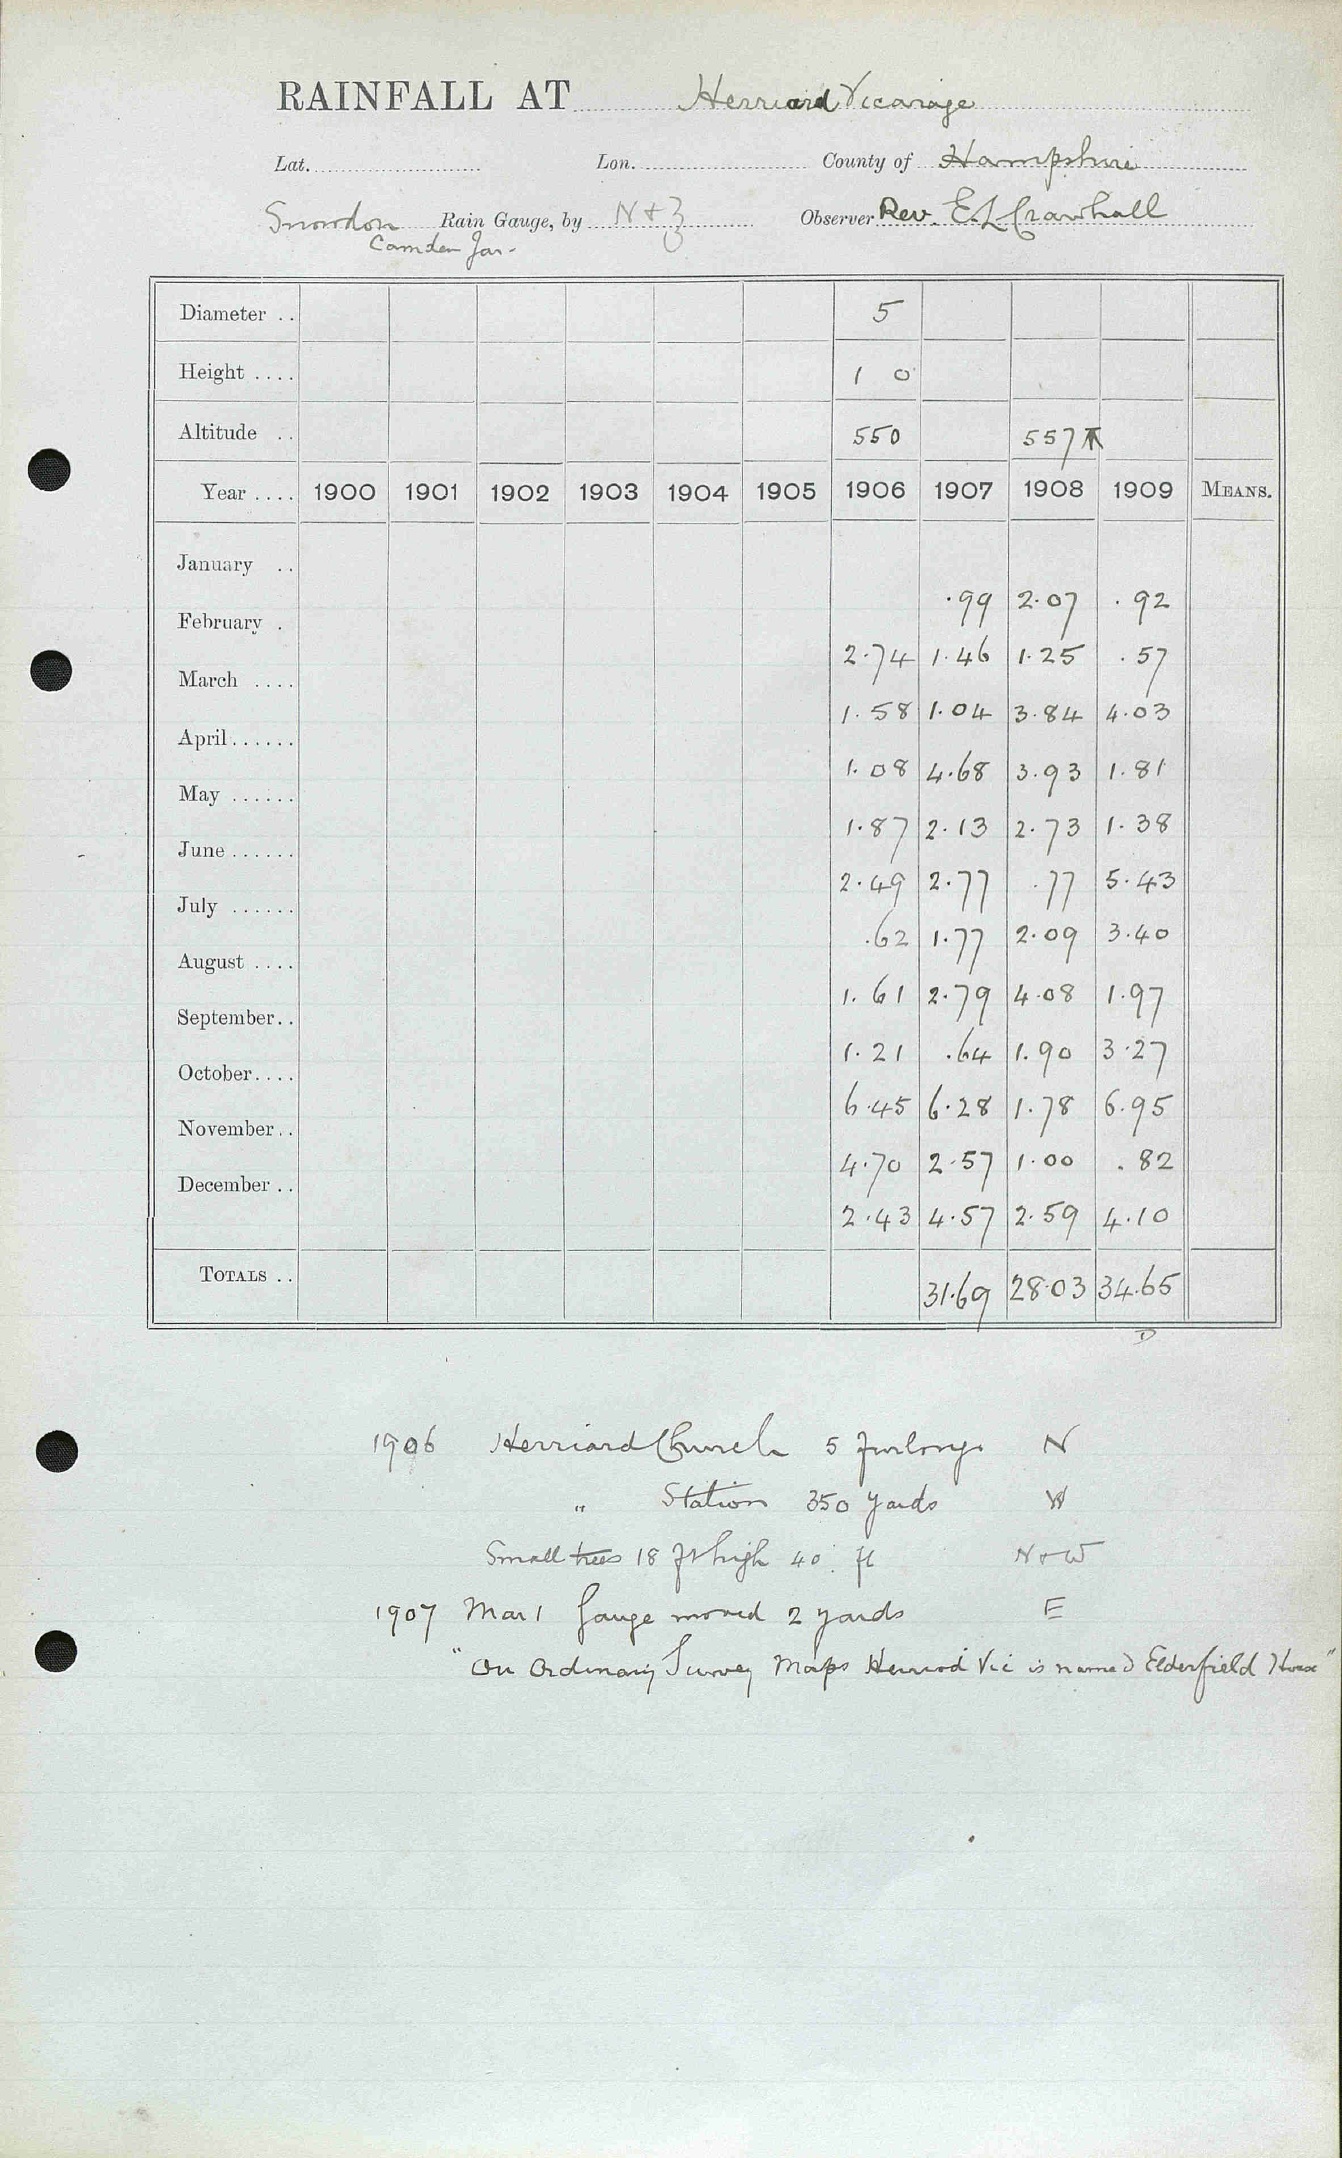 RAINFALL AT Herriard Vicarage
Lat. Lon. County of Hampshire
Snowdon Rain Gauge, by N + Z Observer Rev. E L Crawhall
Camden Jar.
Diameter .. 5
Height .... 1 0
Altitude .. 550 557
Year .... 1900 1901 1902 1903 1904 1905 1906 1907 1908 1909 MEANS.
January .. .99 2.07 .92
February . 2.74 1.46 1.25 .57
March .... 1.58 1.04 3.84 4.03
April...... 1.08 4.68 3.93 1.81
May ...... 1.87 2.13 2.73 1.38
June ...... 2.49 2.77 .77 5.43
July ...... .62 1.77 2.09 3.40
August .... 1.61 2.79 4.08 1.97
September.. 1.21 .64 1.90 3.27
October.... 6.45 6.28 1.78 6.95
November.. 4.70 2.57 1.00 .82
December .. 2.43 4.57 2.59 4.10
TOTALS .. 31.69 28.03 34.65
D
1906 Herriard Church 5 furlongs N
" Station 350 yards W
Small trees 18 ft high 40 ft N + W
1907 Mar 1 Gauge moved 2 yards E
"On Ordinary Survey Maps Herriard Vic is named Elderfield House"